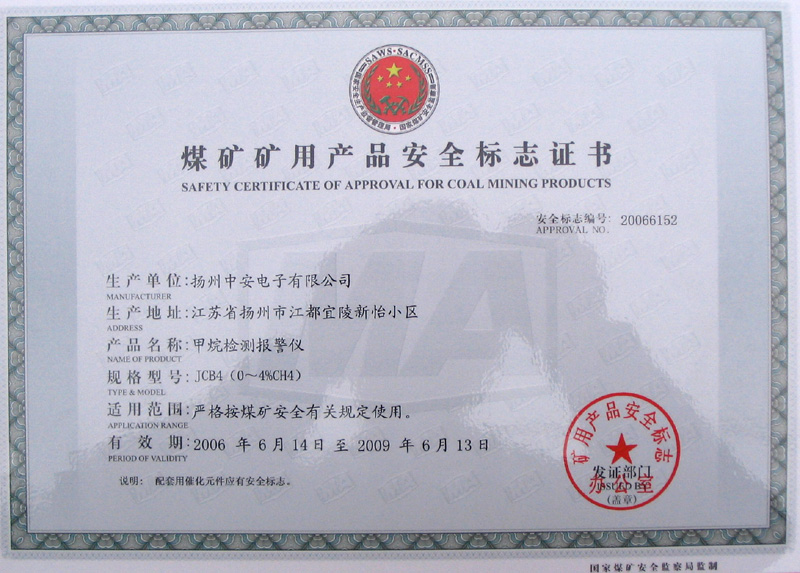 SAWS·SACMSS
煤矿矿用产品安全标志证书
SAFETY CERTIFICATE OF APPROVAL FOR COAL MINING PRODUCTS
安全标志编号: 20066152
APPROVAL NO.
生产单位:扬州中安电子有限公司
MANUFACTURER
生产地址:江苏省扬州市江都宜陵新怡小区
ADDRESS
产品名称:甲烷检测报警仪
NAME OF PRODUCT
规格型号:JCB4（0～4%CH4）
TYPE & MODEL
适用范围:严格按煤矿安全有关规定使用。
APPLICATION RANGE
有效期:2006 年 6 月 14 日 至 2009 年 6 月 13 日
PERIOD OF VALIDITY
说明: 配套用催化元件应有安全标志。
矿用产品安全标志
发证部门
ISSUED BY
办公室
(盖章)
MA
国家煤矿安全监察局监制